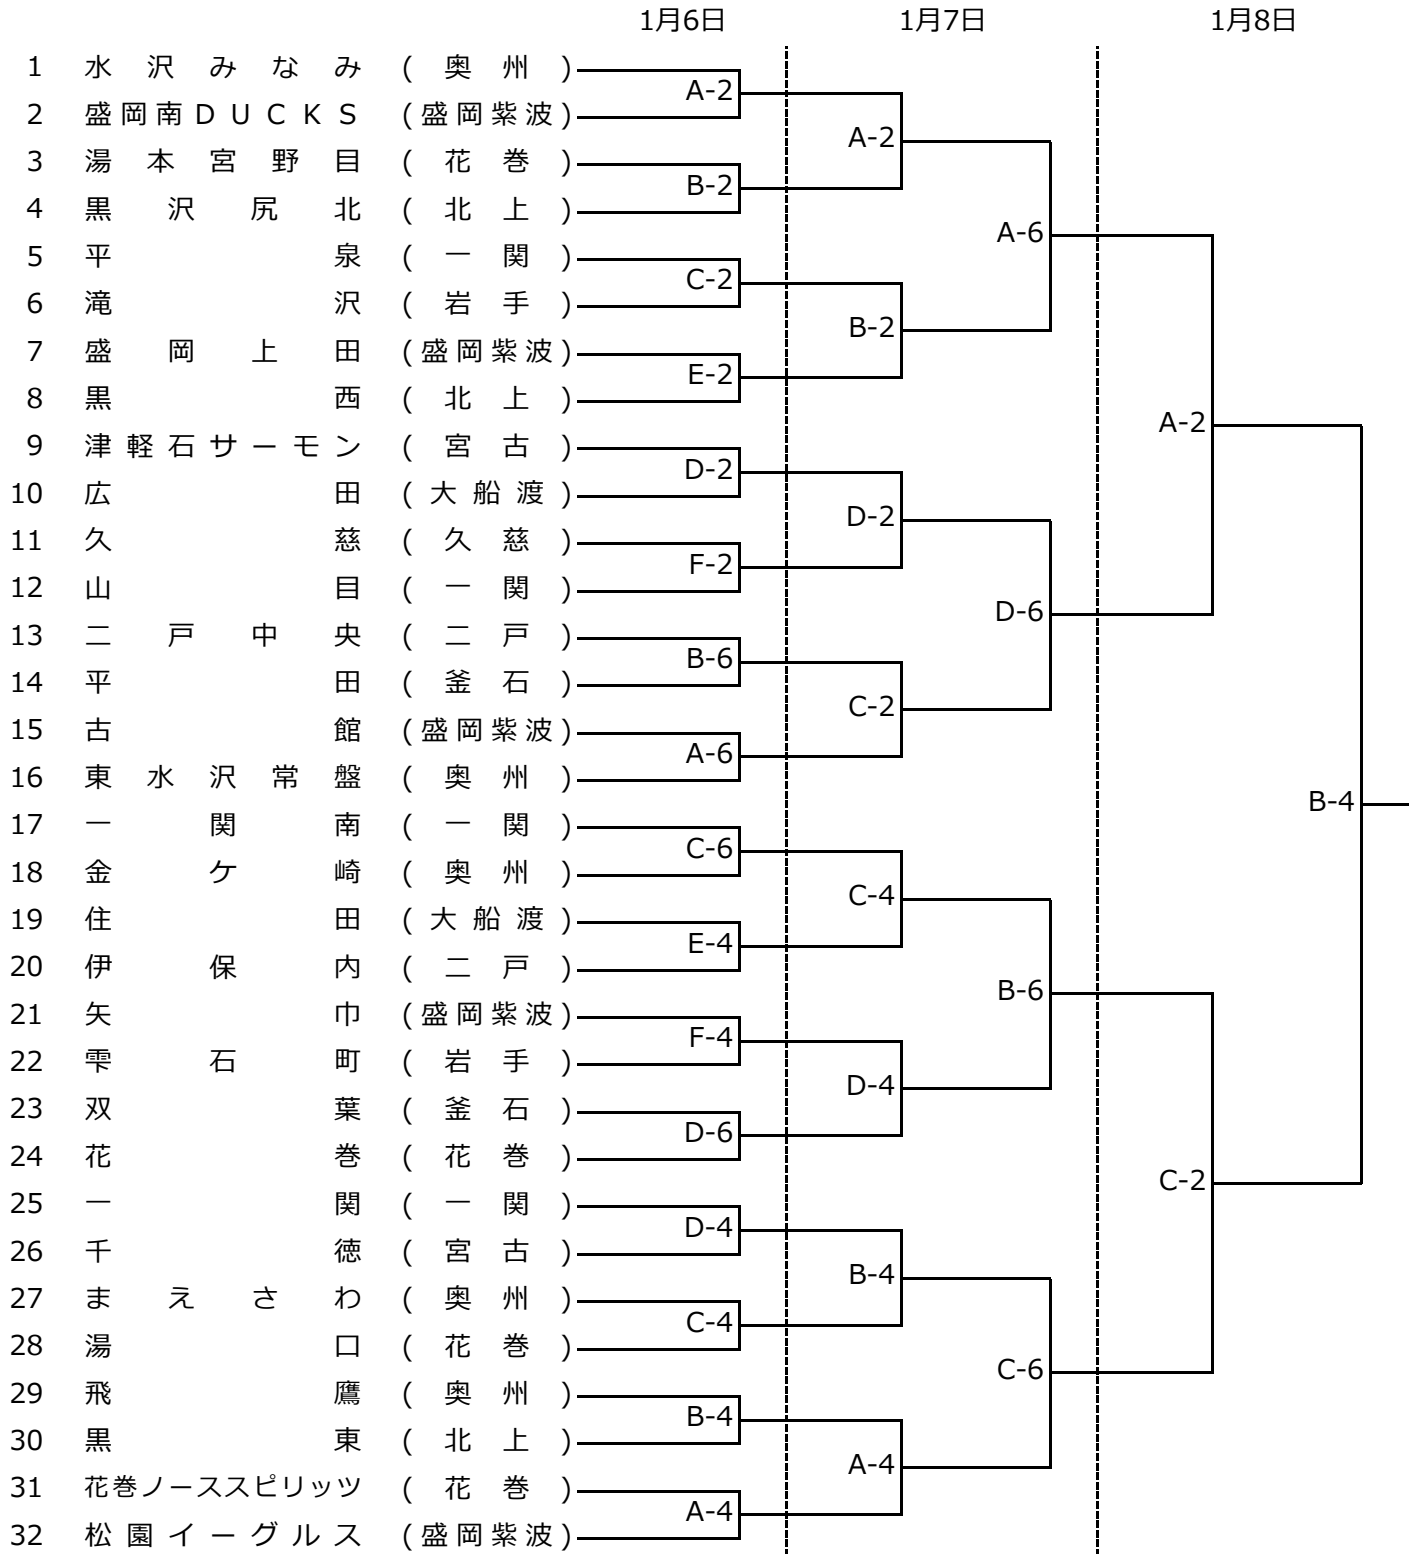 1月6日 1月7日 1月8日
1 水沢みなみ (奥州)
A-2
2 盛岡南DUCKS (盛岡紫波)
A-2
3 湯本宮野目 (花巻)
B-2
4 黒沢尻北 (北上)
A-6
5 平泉 (一関)
C-2
6 滝沢 (岩手)
B-2
7 盛岡上田 (盛岡紫波)
E-2
8 黒西 (北上)
A-2
9 津軽石サーモン (宮古)
D-2
10 広田 (大船渡)
D-2
11 久慈 (久慈)
F-2
12 山目 (一関)
D-6
13 二戸中央 (二戸)
B-6
14 平田 (釜石)
C-2
15 古館 (盛岡紫波)
A-6
16 東水沢常盤 (奥州)
B-4
17 一関南 (一関)
C-6
18 金ケ崎 (奥州)
C-4
19 住田 (大船渡)
E-4
20 伊保内 (二戸)
B-6
21 矢巾 (盛岡紫波)
F-4
22 雫石町 (岩手)
D-4
23 双葉 (釜石)
D-6
24 花巻 (花巻)
C-2
25 一関 (一関)
D-4
26 千徳 (宮古)
B-4
27 まえさわ (奥州)
C-4
28 湯口 (花巻)
C-6
29 飛鷹 (奥州)
B-4
30 黒東 (北上)
A-4
31 花巻ノーススピリッツ (花巻)
A-4
32 松園イーグルス (盛岡紫波)